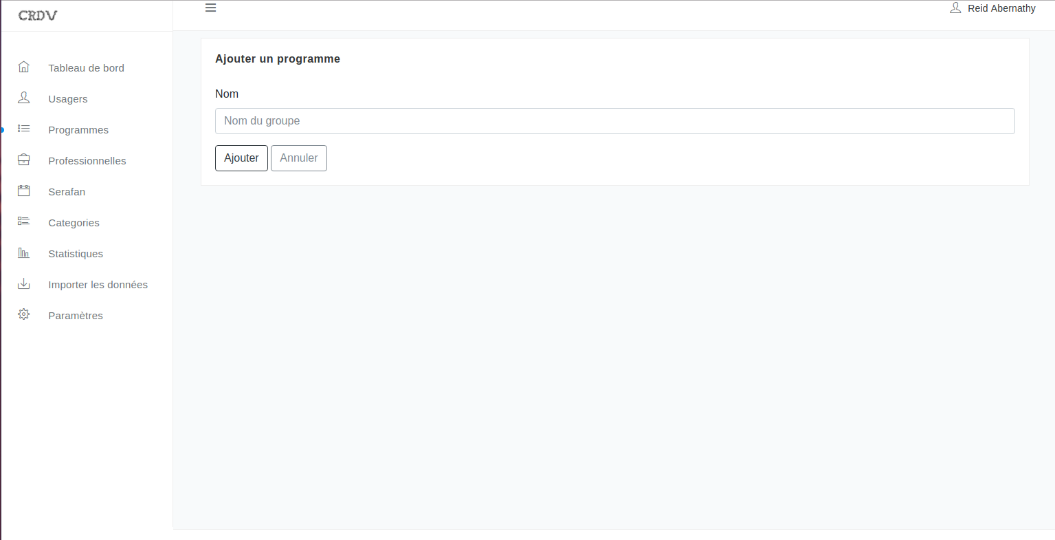 CRDV
Reid Abernathy
Tableau de bord
Usagers
Programmes
Professionnelles
Serafan
Categories
Statistiques
Importer les données
Paramètres
Ajouter un programme
Nom
Nom du groupe
Ajouter Annuler